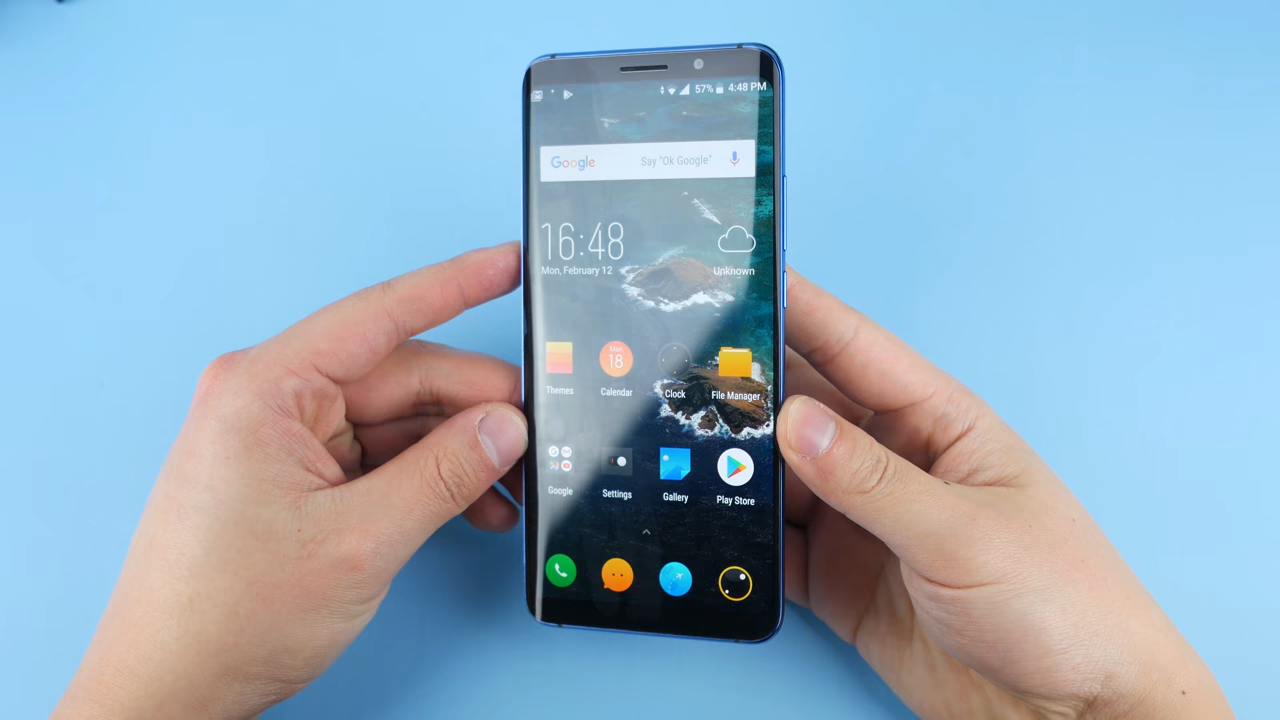 57% 4:48 PM
Google Say "Ok Google"
16:48
Mon, February 12
Unknown
Mon
18
Themes Calendar Clock File Manager
Google Settings Gallery Play Store